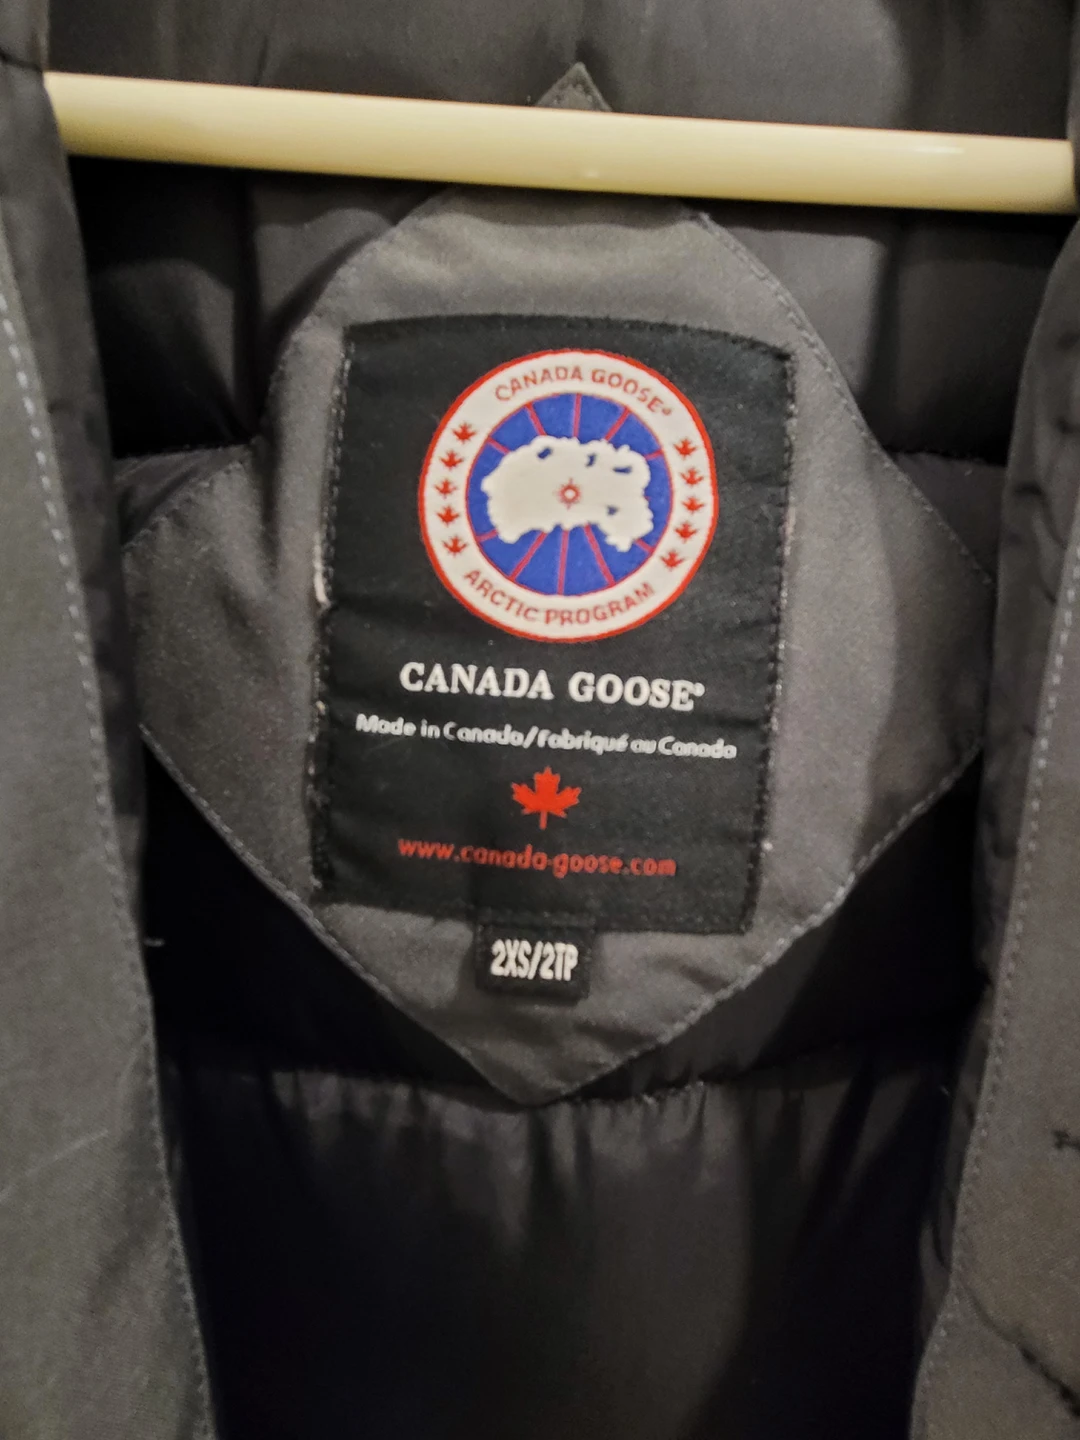 CANADA GOOSE®
ARCTIC PROGRAM
CANADA GOOSE®
Made in Canada/Fabriqué au Canada
www.canada-goose.com
2XS/2TP